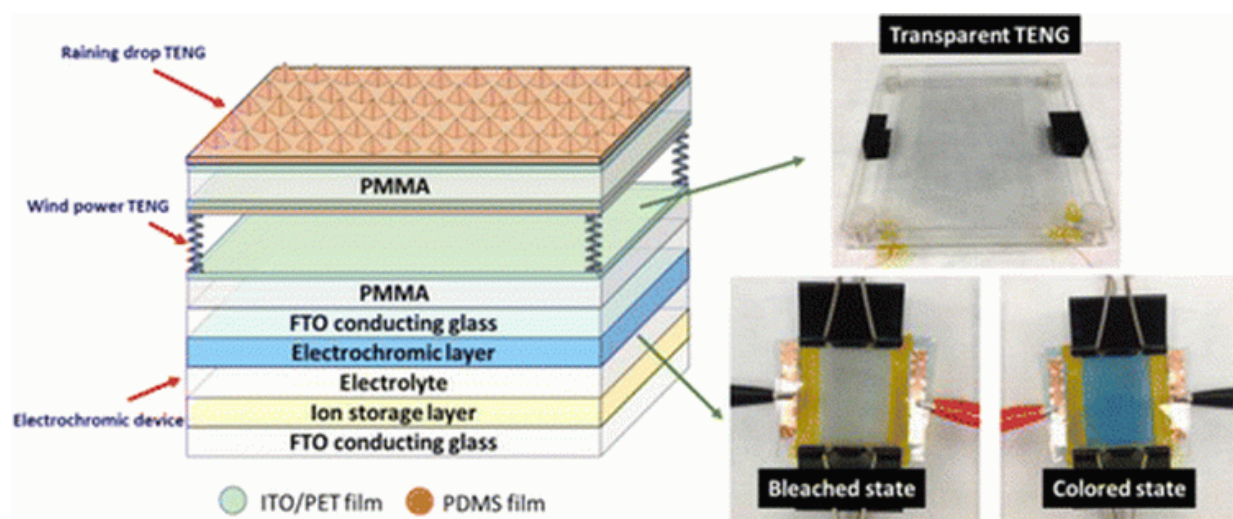 Raining drop TENG
Transparent TENG
PMMA
Wind power TENG
PMMA
FTO conducting glass
Electrochromic layer
Electrolyte
Electrochromic device
Ion storage layer
FTO conducting glass
Bleached state
Colored state
ITO/PET film
PDMS film